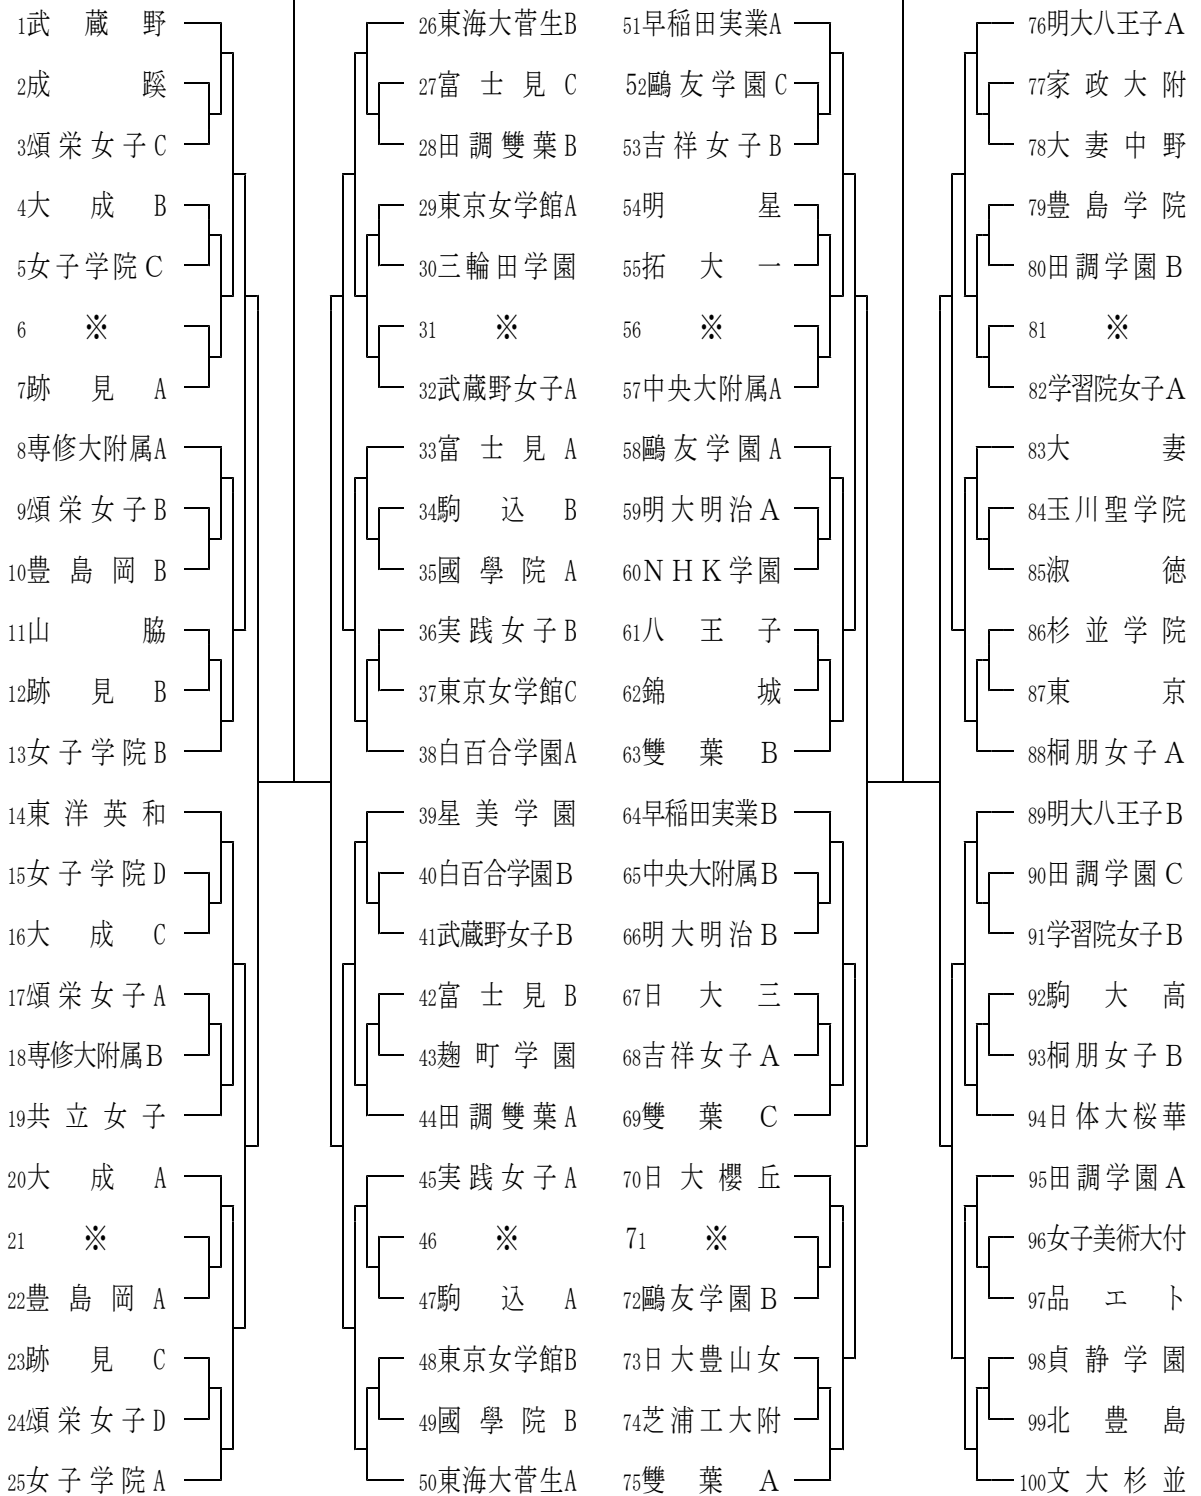 1武蔵野
2成蹊
3頌栄女子C
4大成B
5女子学院C
6 ※
7跡見A
8専修大附属A
9頌栄女子B
10豊島岡B
11山脇
12跡見B
13女子学院B
14東洋英和
15女子学院D
16大成C
17頌栄女子A
18専修大附属B
19共立女子
20大成A
21 ※
22豊島岡A
23跡見C
24頌栄女子D
25女子学院A
26東海大菅生B
27富士見C
28田調雙葉B
29東京女学館A
30三輪田学園
31 ※
32武蔵野女子A
33富士見A
34駒込B
35國學院A
36実践女子B
37東京女学館C
38白百合学園A
39星美学園
40白百合学園B
41武蔵野女子B
42富士見B
43麹町学園
44田調雙葉A
45実践女子A
46 ※
47駒込A
48東京女学館B
49國學院B
50東海大菅生A
51早稲田実業A
52鷗友学園C
53吉祥女子B
54明星
55拓大一
56 ※
57中央大附属A
58鷗友学園A
59明大明治A
60NHK学園
61八王子
62錦城
63雙葉B
64早稲田実業B
65中央大附属B
66明大明治B
67日大三
68吉祥女子A
69雙葉C
70日大櫻丘
71 ※
72鷗友学園B
73日大豊山女
74芝浦工大附
75雙葉A
76明大八王子A
77家政大附
78大妻中野
79豊島学院
80田調学園B
81 ※
82学習院女子A
83大妻
84玉川聖学院
85淑徳
86杉並学院
87東京
88桐朋女子A
89明大八王子B
90田調学園C
91学習院女子B
92駒大高
93桐朋女子B
94日体大桜華
95田調学園A
96女子美術大付
97品エト
98貞静学園
99北豊島
100文大杉並